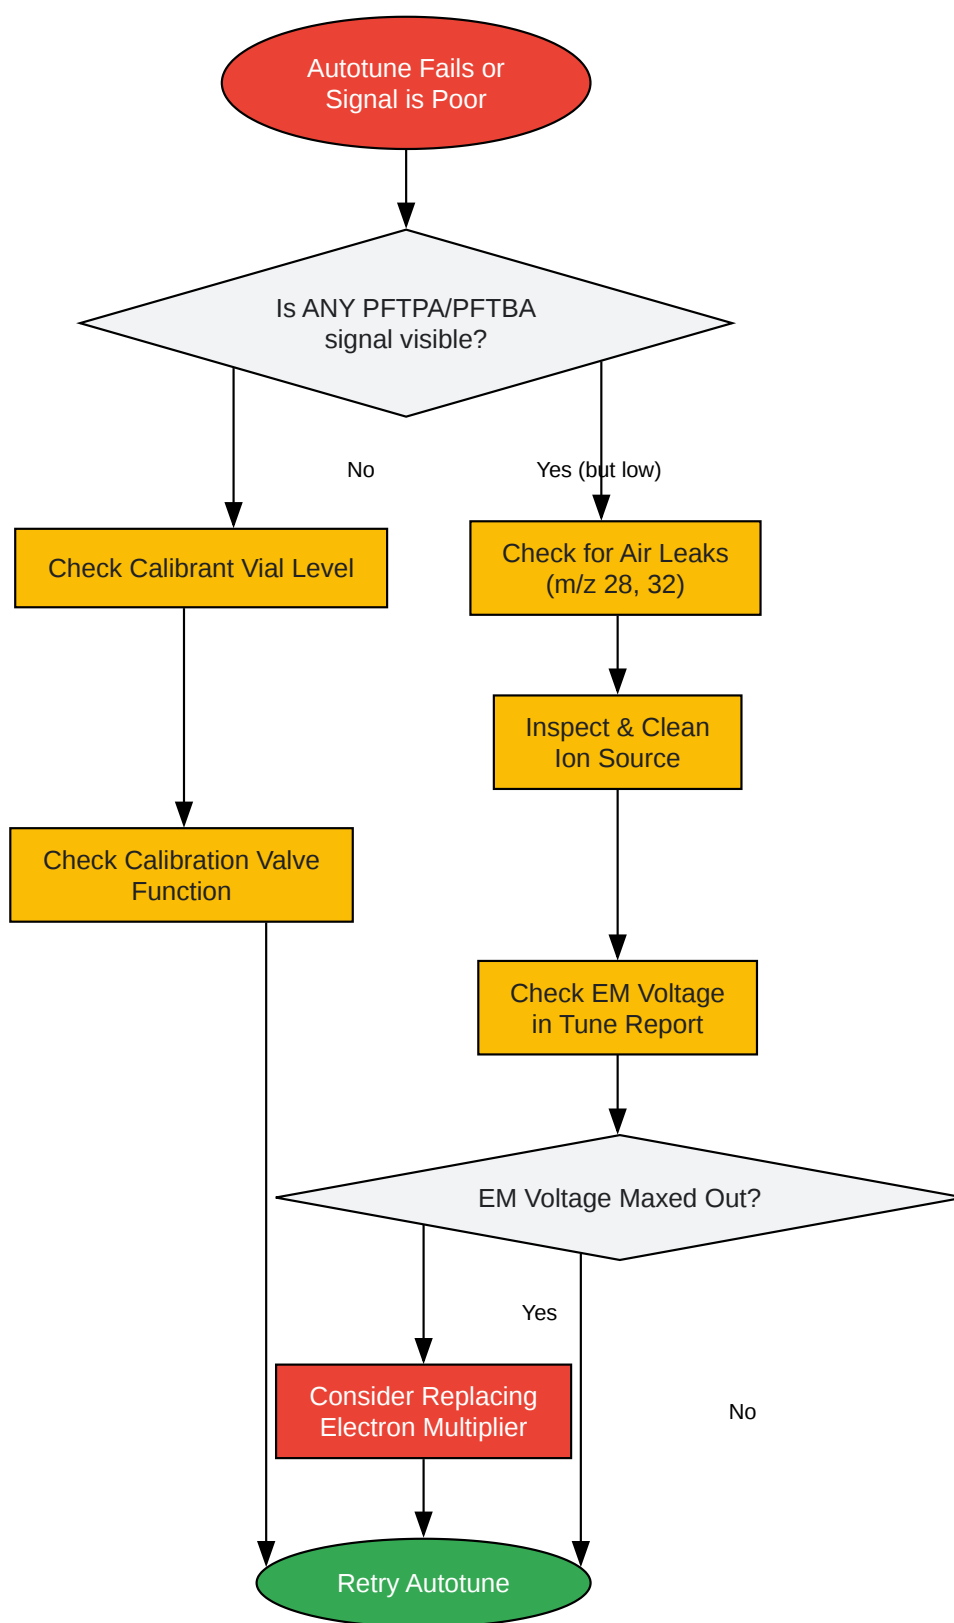 Autotune Fails or
Signal is Poor
Is ANY PFTPA/PFTBA
signal visible?
No
Yes (but low)
Check Calibrant Vial Level
Check for Air Leaks
(m/z 28, 32)
Inspect & Clean
Ion Source
Check Calibration Valve
Function
Check EM Voltage
in Tune Report
EM Voltage Maxed Out?
Yes
Consider Replacing
Electron Multiplier
No
Retry Autotune